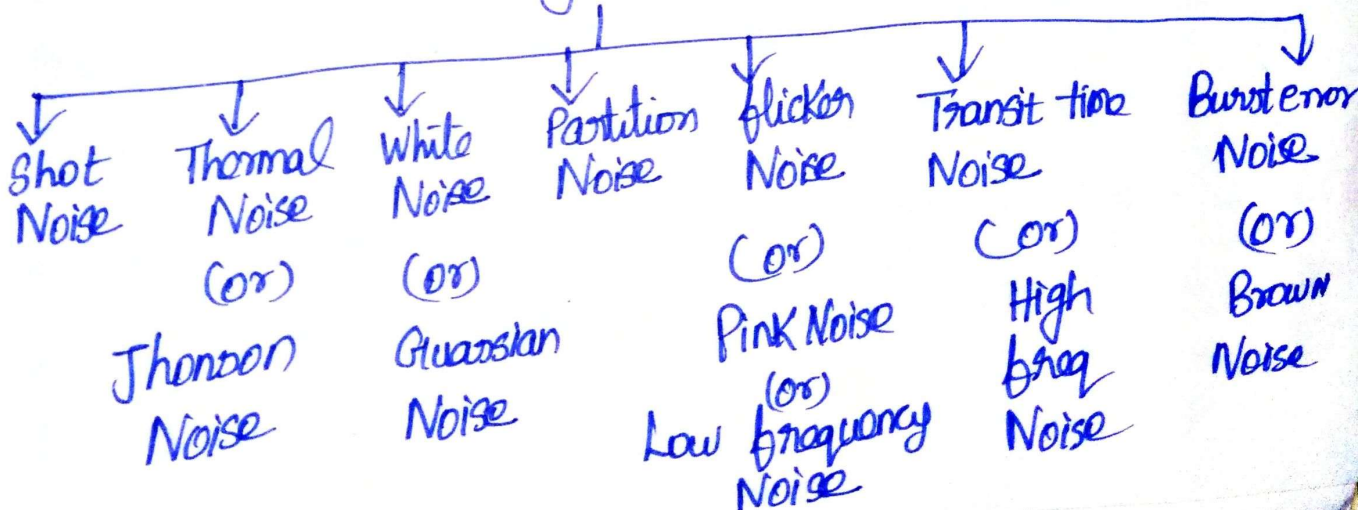 Shot
Noise
Thermal
Noise
(or)
Jhonson
Noise
White
Noise
(or)
Guassian
Noise
Partition
Noise
flicker
Noise
(or)
Pink Noise
(or)
Low frequency
Noise
Transit time
Noise
(or)
High
freq
Noise
Burst error
Noise
(or)
Brown
Noise